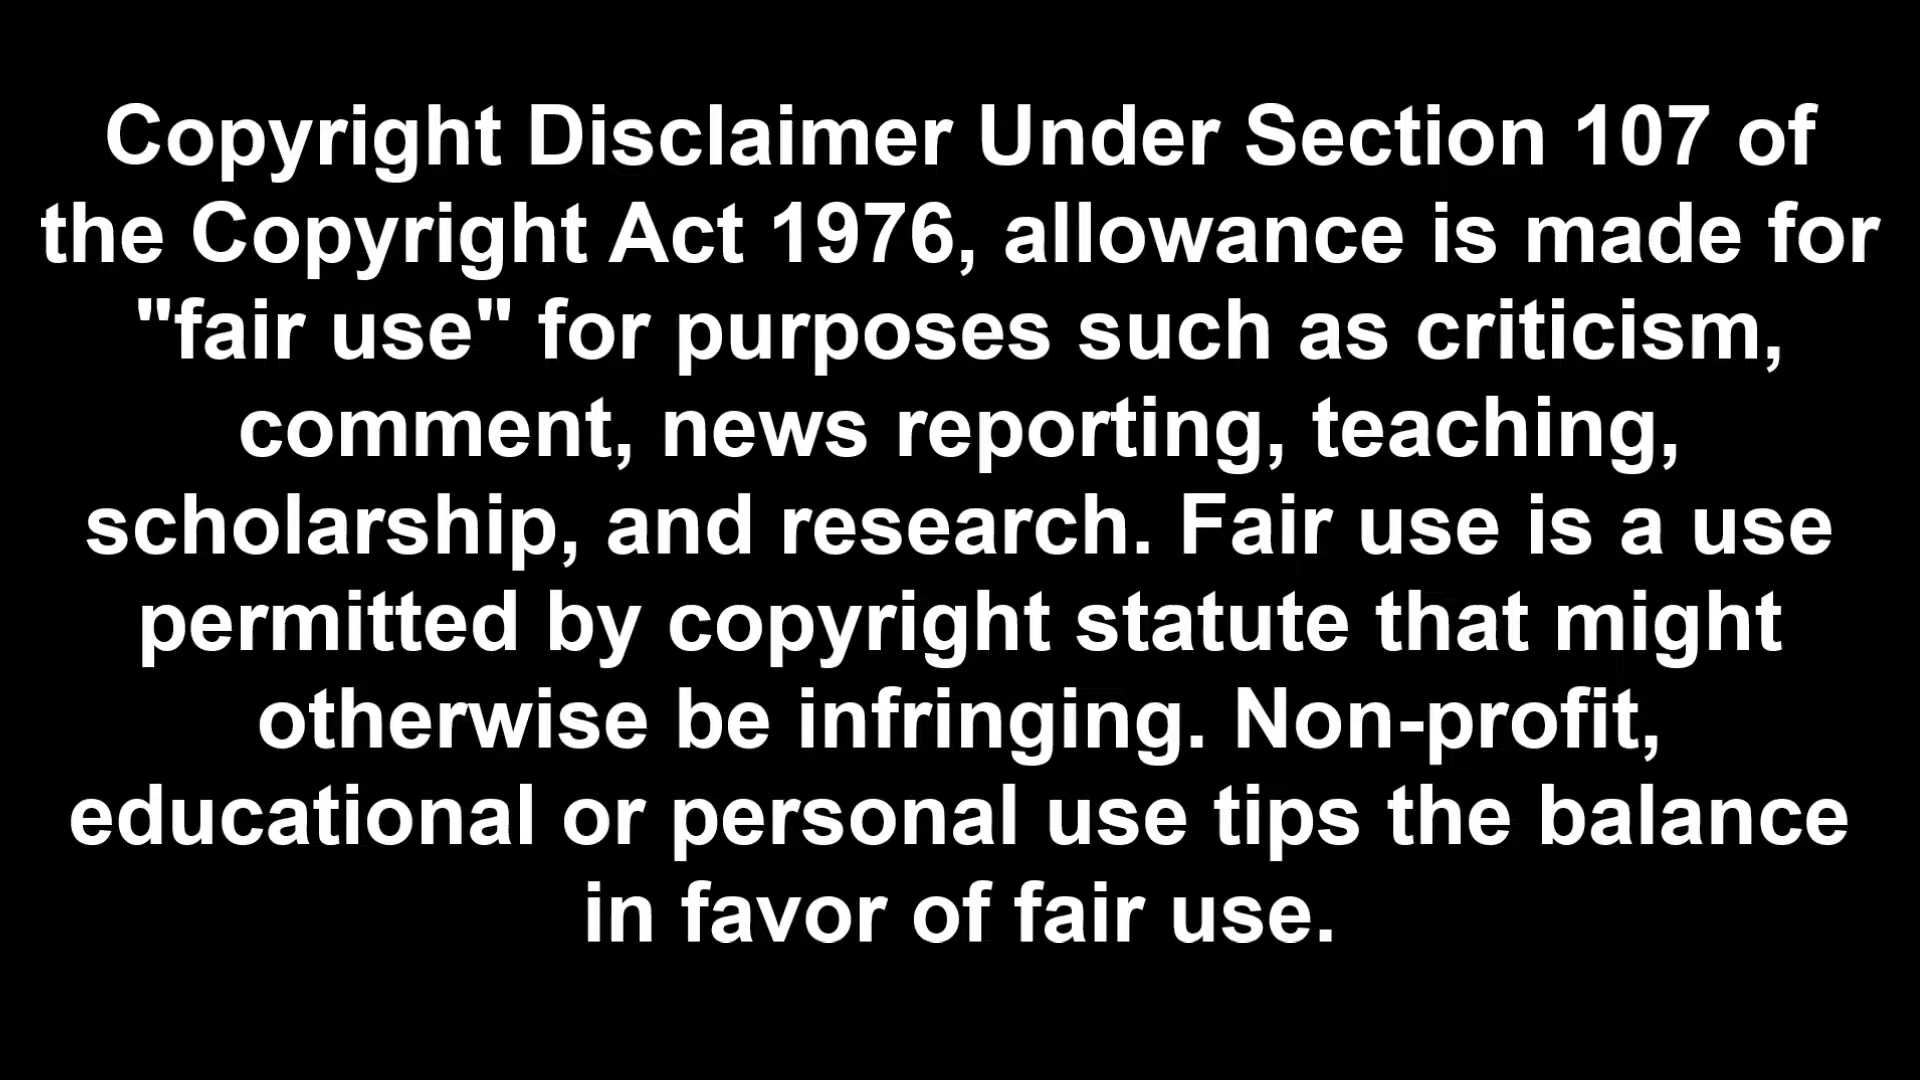 Copyright Disclaimer Under Section 107 of
the Copyright Act 1976, allowance is made for
"fair use" for purposes such as criticism,
comment, news reporting, teaching,
scholarship, and research. Fair use is a use
permitted by copyright statute that might
otherwise be infringing. Non-profit,
educational or personal use tips the balance
in favor of fair use.